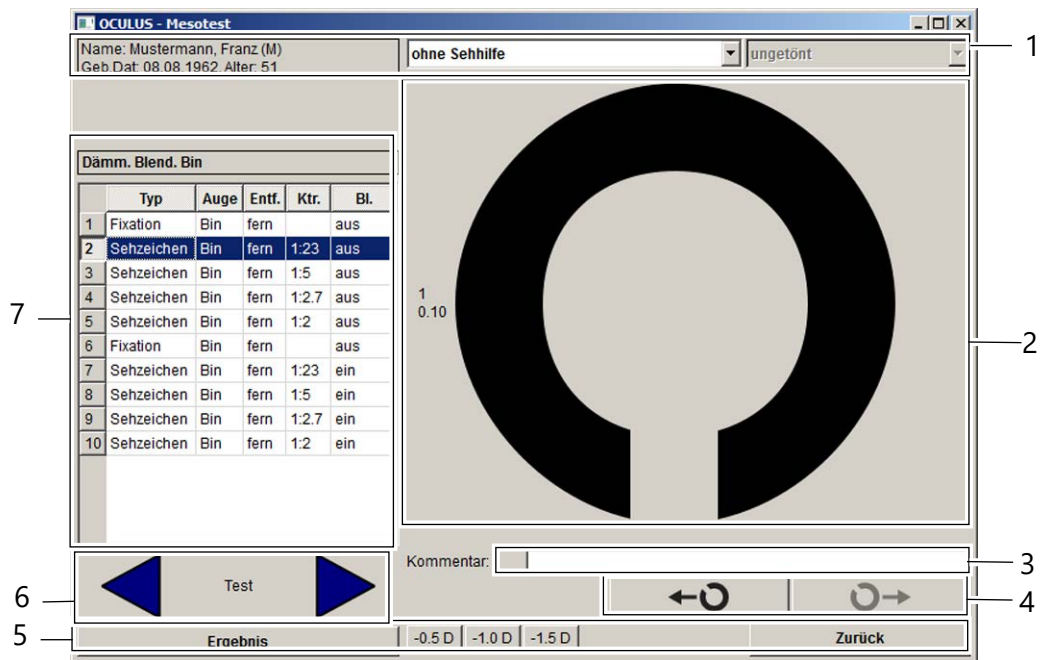 OCULUS - Mesotest
Name: Mustermann, Franz (M)
Geb.Dat: 08.08.1962, Alter: 51
ohne Sehhilfe
ungetönt
1
Dämm. Blend. Bin
Typ Auge Entf. Ktr. Bl.
1 Fixation Bin fern aus
2 Sehzeichen Bin fern 1:23 aus
3 Sehzeichen Bin fern 1:5 aus
4 Sehzeichen Bin fern 1:2.7 aus
5 Sehzeichen Bin fern 1:2 aus
6 Fixation Bin fern aus
7 Sehzeichen Bin fern 1:23 ein
8 Sehzeichen Bin fern 1:5 ein
9 Sehzeichen Bin fern 1:2.7 ein
10 Sehzeichen Bin fern 1:2 ein
7
1
0.10
2
Kommentar:
3
Test
6
4
5
Ergebnis
-0.5 D -1.0 D -1.5 D
Zurück